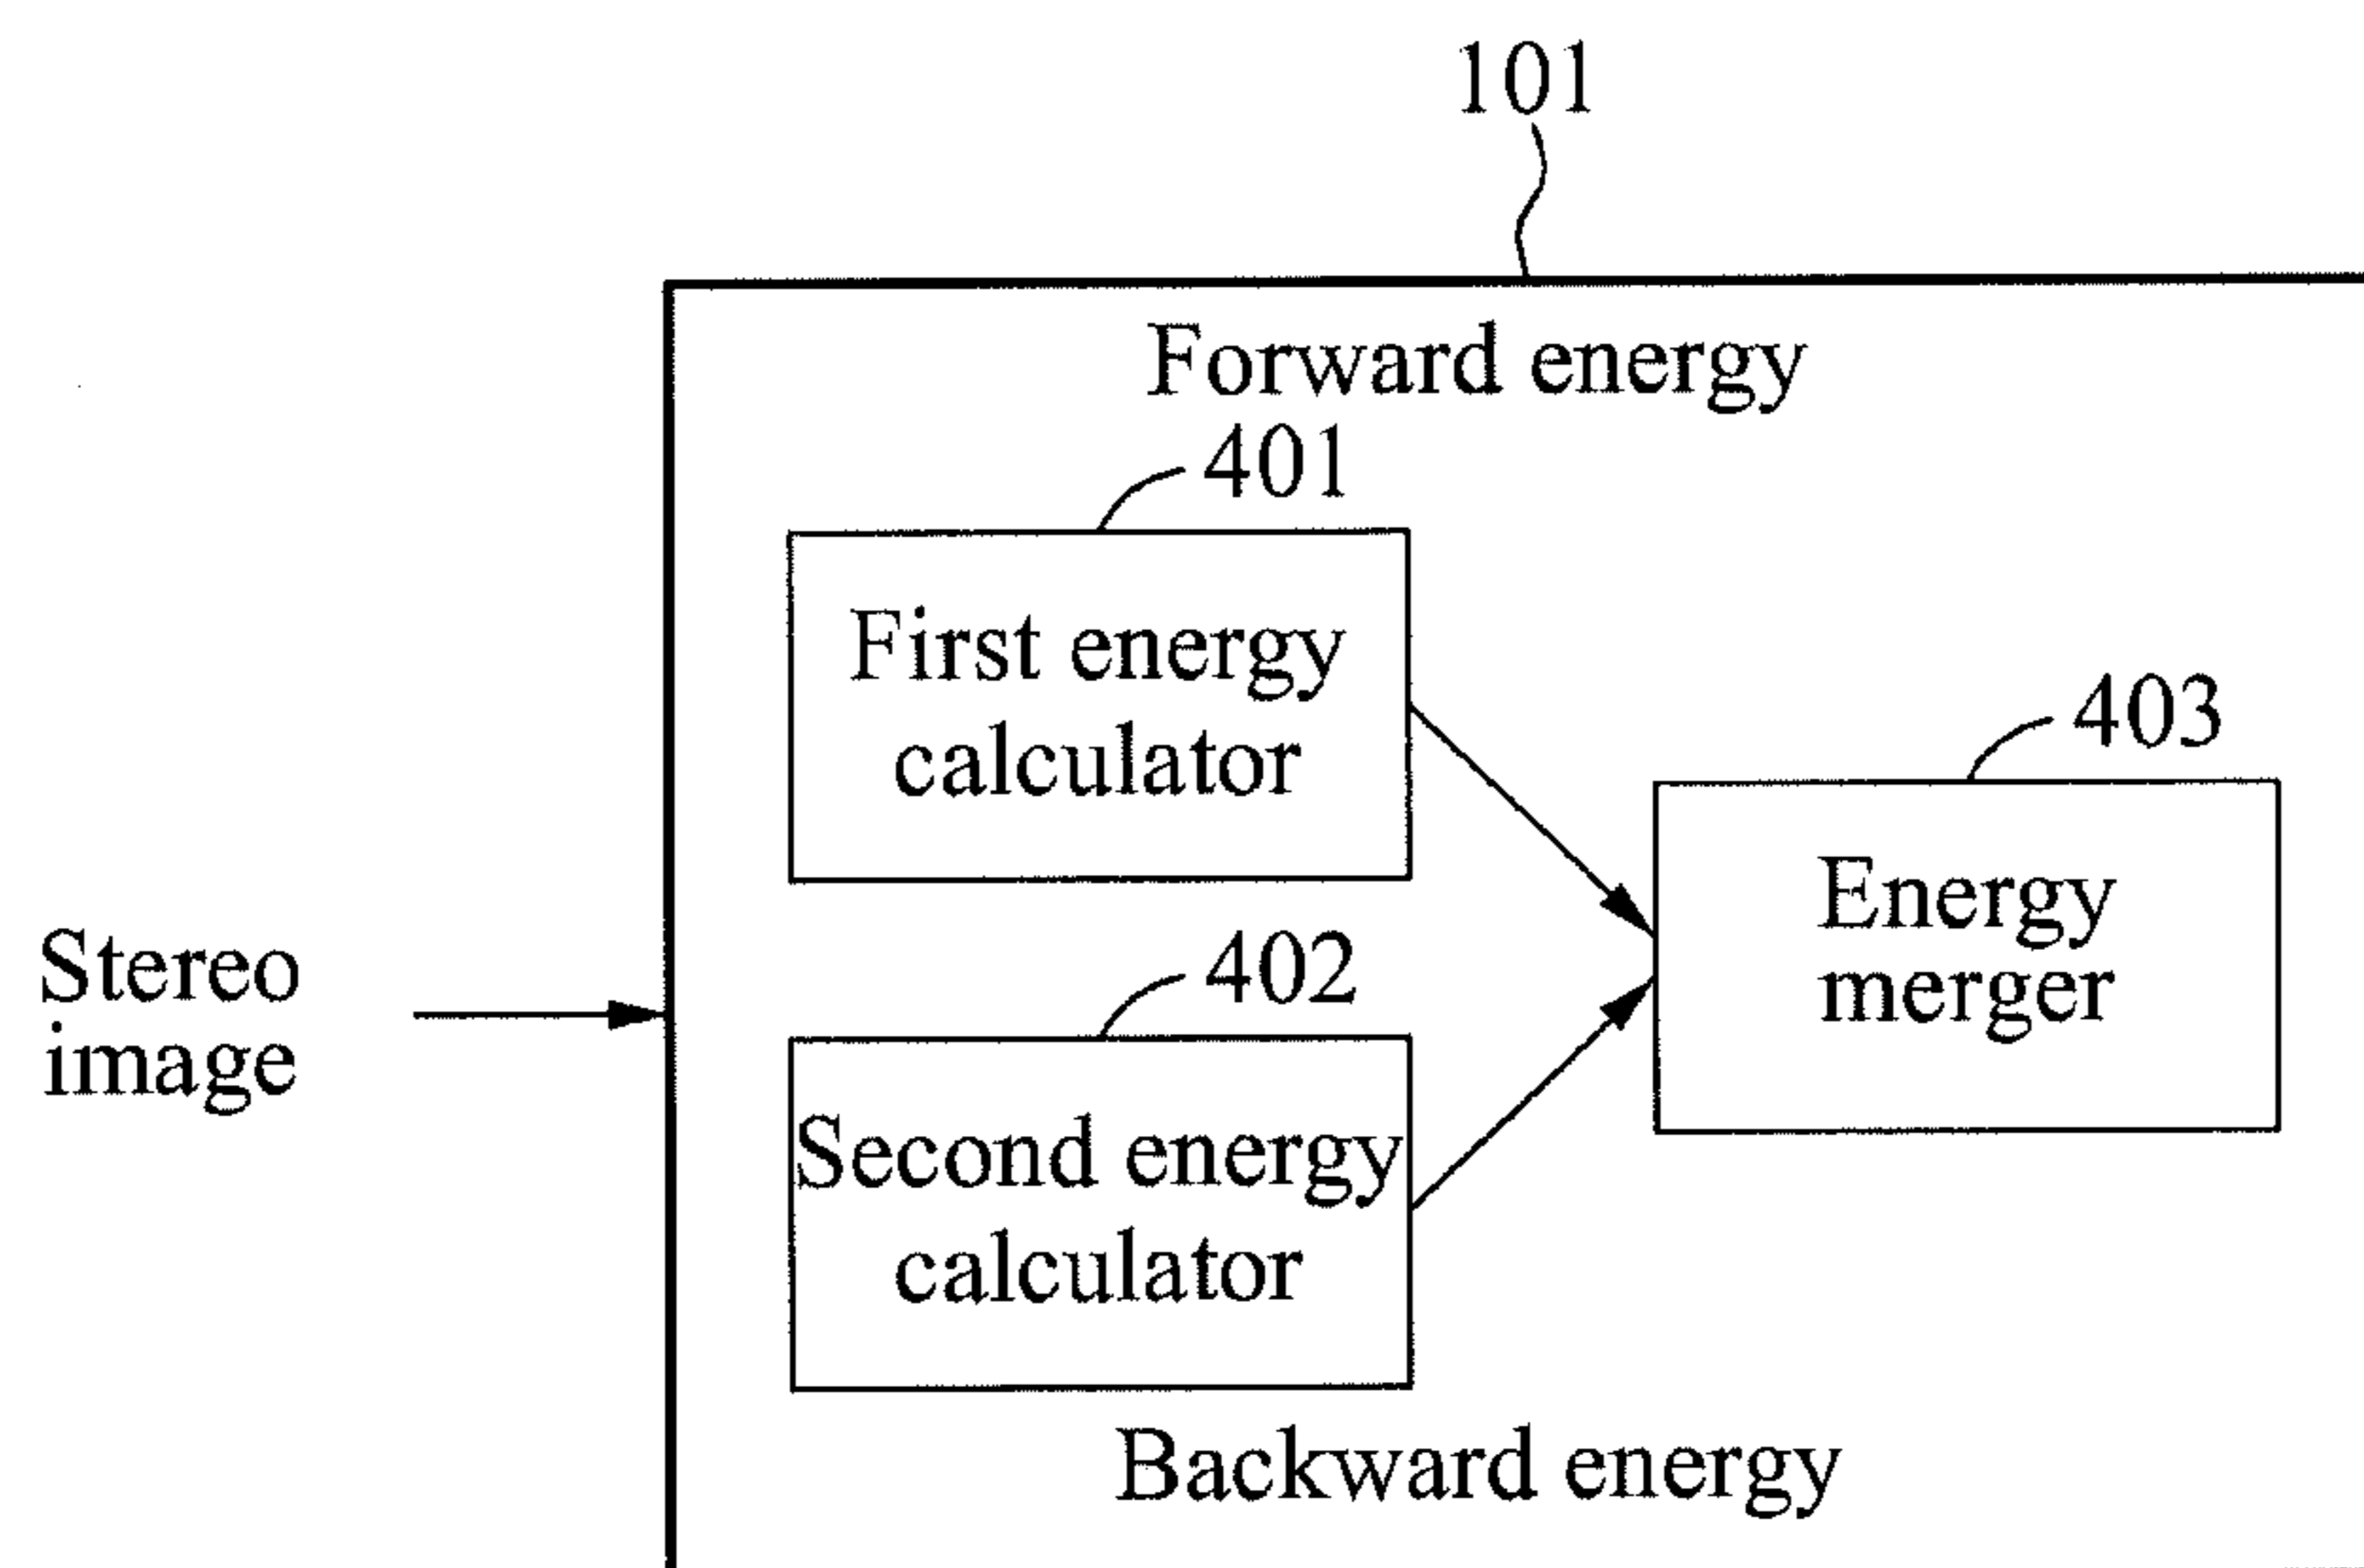 101
Forward energy
401
First energy
calculator
403
Energy
merger
Stereo
image
402
Second energy
calculator
Backward energy